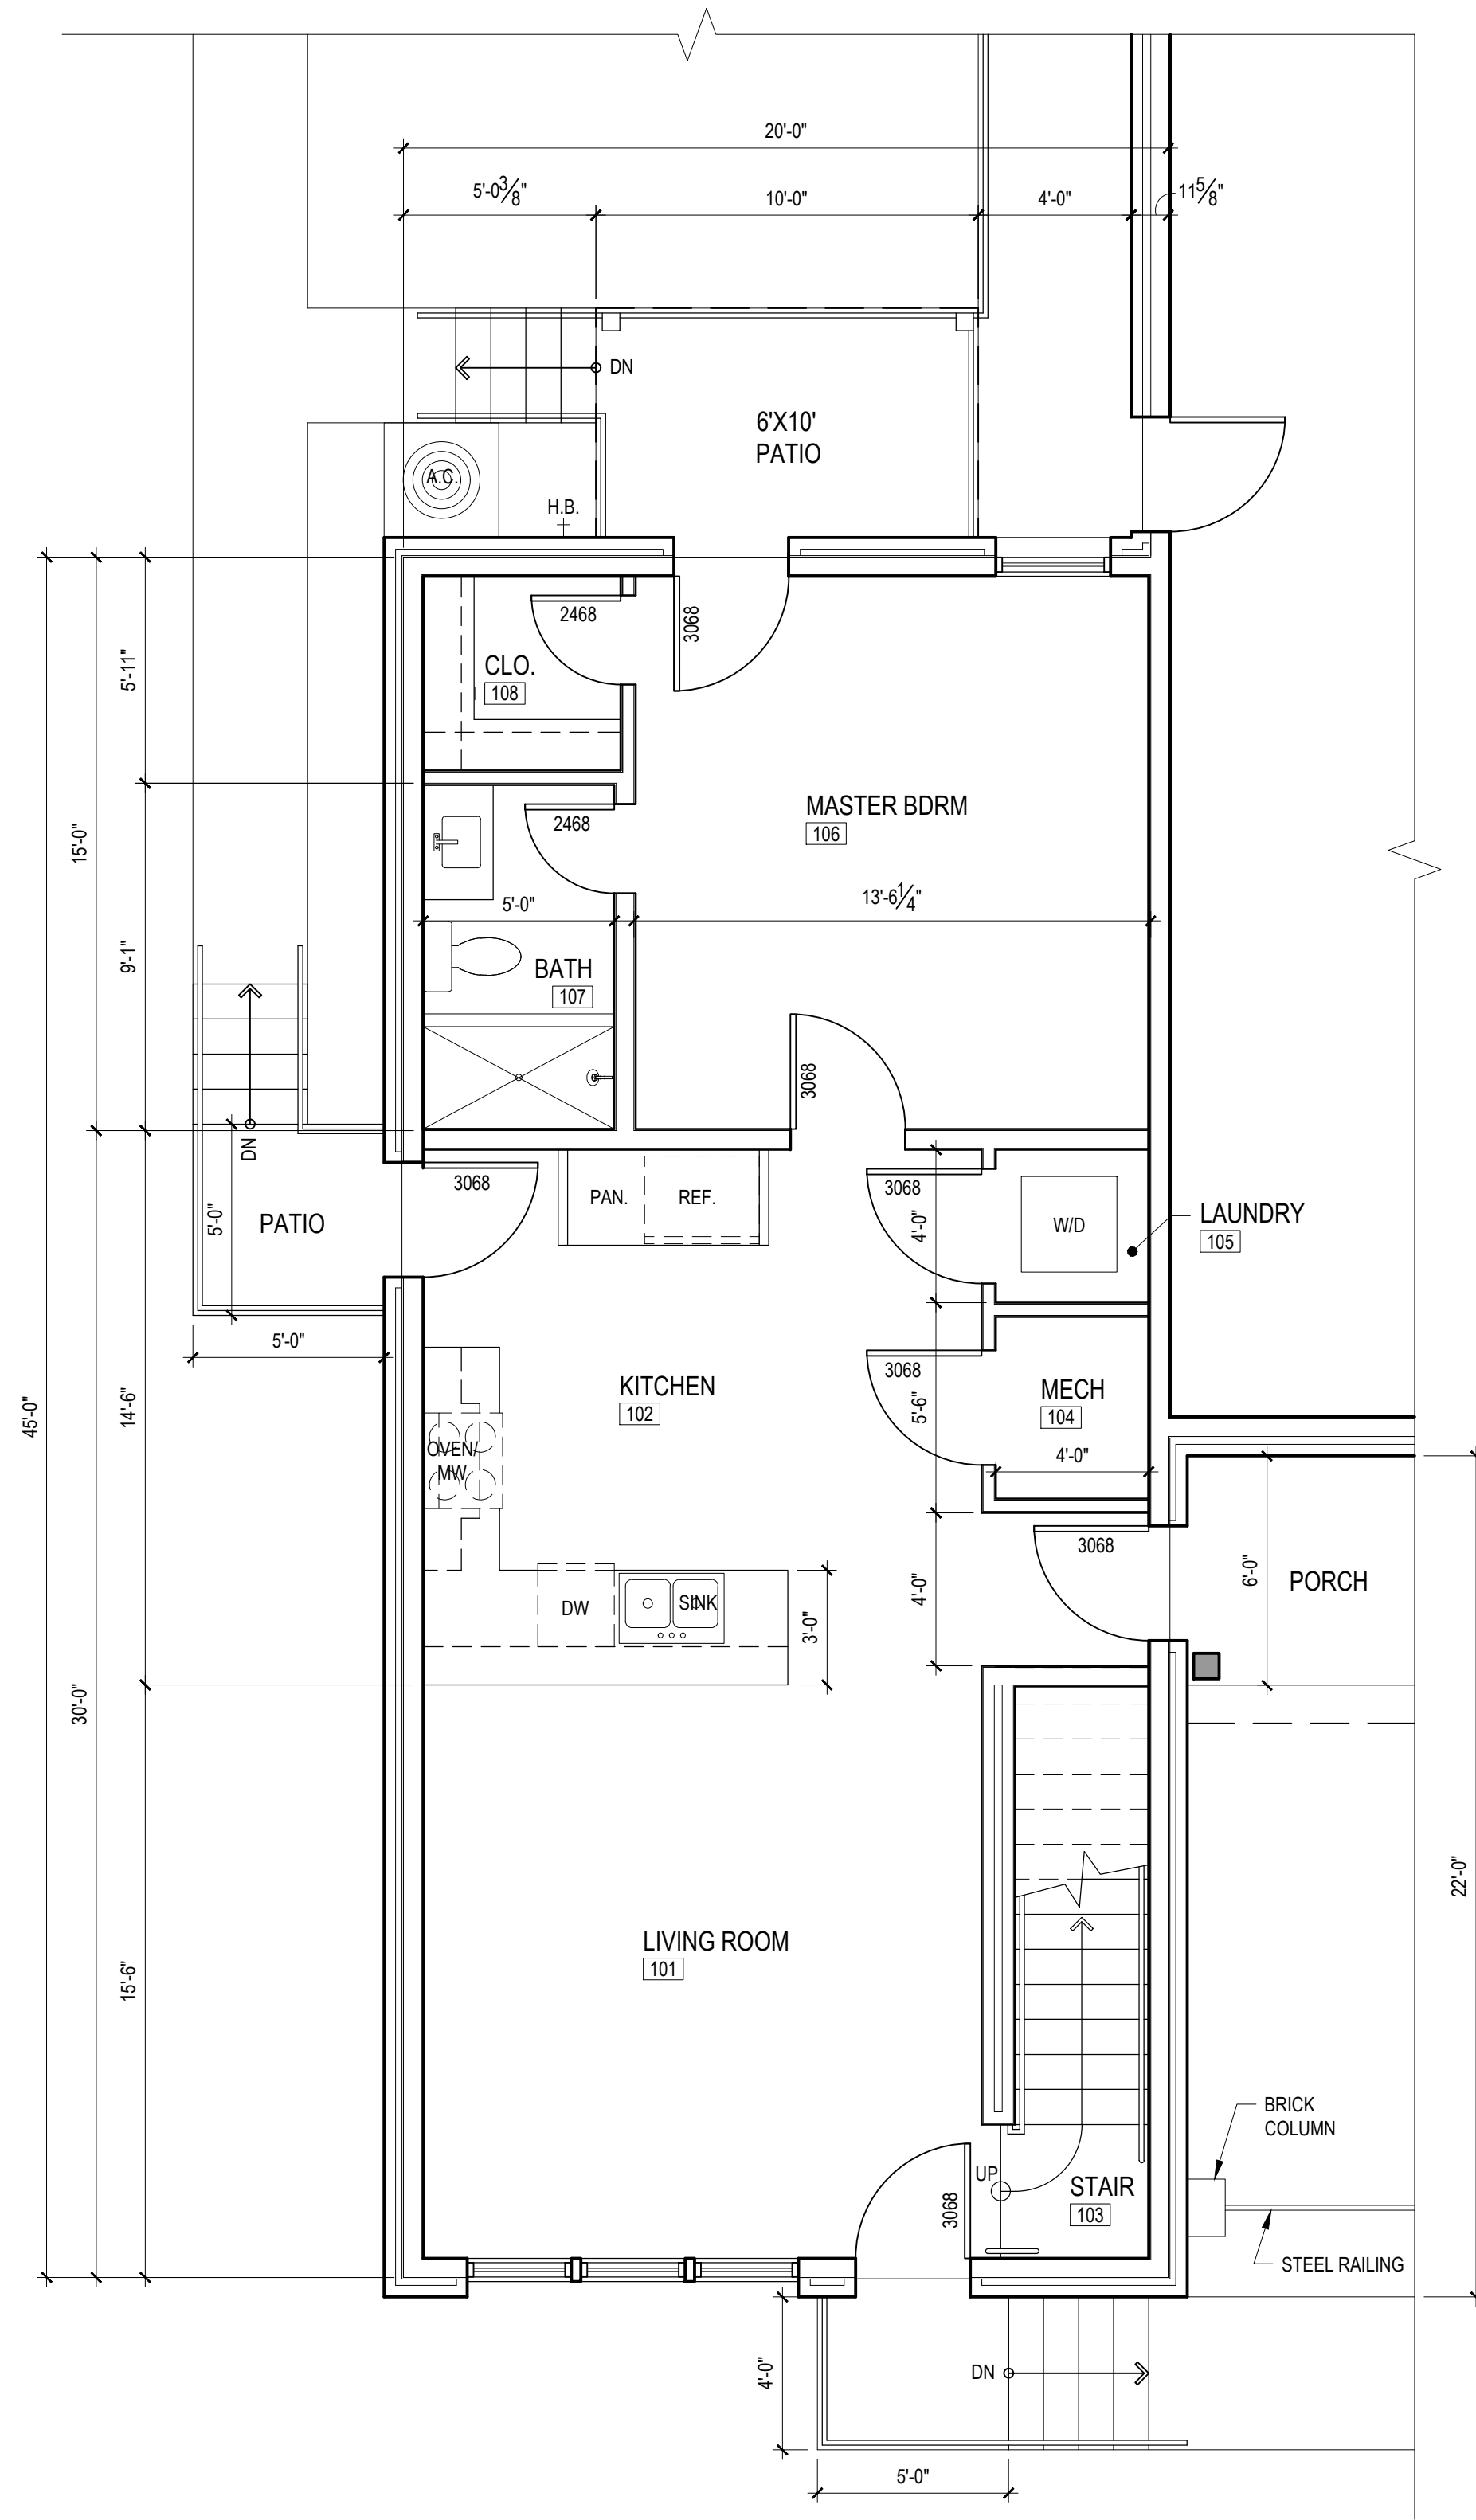 20'-0"
5'-0 3/8"
10'-0"
4'-0"
11 5/8"
DN
6'X10'
PATIO
A.C.
H.B.
2468
3068
CLO.
108
5'-11"
MASTER BDRM
106
2468
15'-0"
5'-0"
13'-6 1/4"
9'-1"
BATH
107
3068
DN
3068
PAN.
REF.
3068
LAUNDRY
105
W/D
4'-0"
PATIO
5'-0"
5'-0"
KITCHEN
102
3068
MECH
104
4'-0"
5'-6"
14'-6"
45'-0"
OVEN/
MW
3068
PORCH
6'-0"
4'-0"
DW
SINK
3'-0"
30'-0"
22'-0"
LIVING ROOM
101
15'-6"
BRICK
COLUMN
UP
STAIR
103
3068
STEEL RAILING
4'-0"
DN
5'-0"